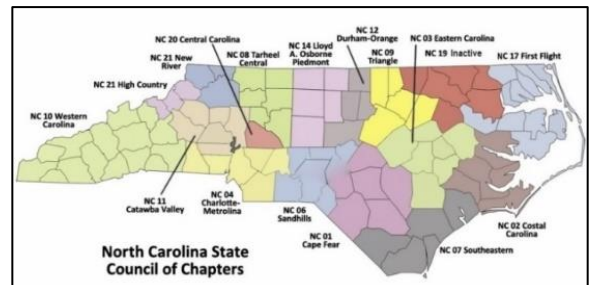 NC 20 Central Carolina
NC 21 New
River
NC 08 Tarheel
Central
NC 14 Lloyd
A. Osborne
Piedmont
NC 12
Durham-Orange
NC 09
Triangle
NC 03 Eastern Carolina
NC 19 Inactive
NC 17 First Flight
NC 21 High Country
NC 10 Western
Carolina
NC 11
Catawba Valley
NC 04
Charlotte-
Metrolina
NC 06
Sandhills
NC 01
Cape Fear
NC 07 Southeastern
NC 02 Costal
Carolina
North Carolina State
Council of Chapters